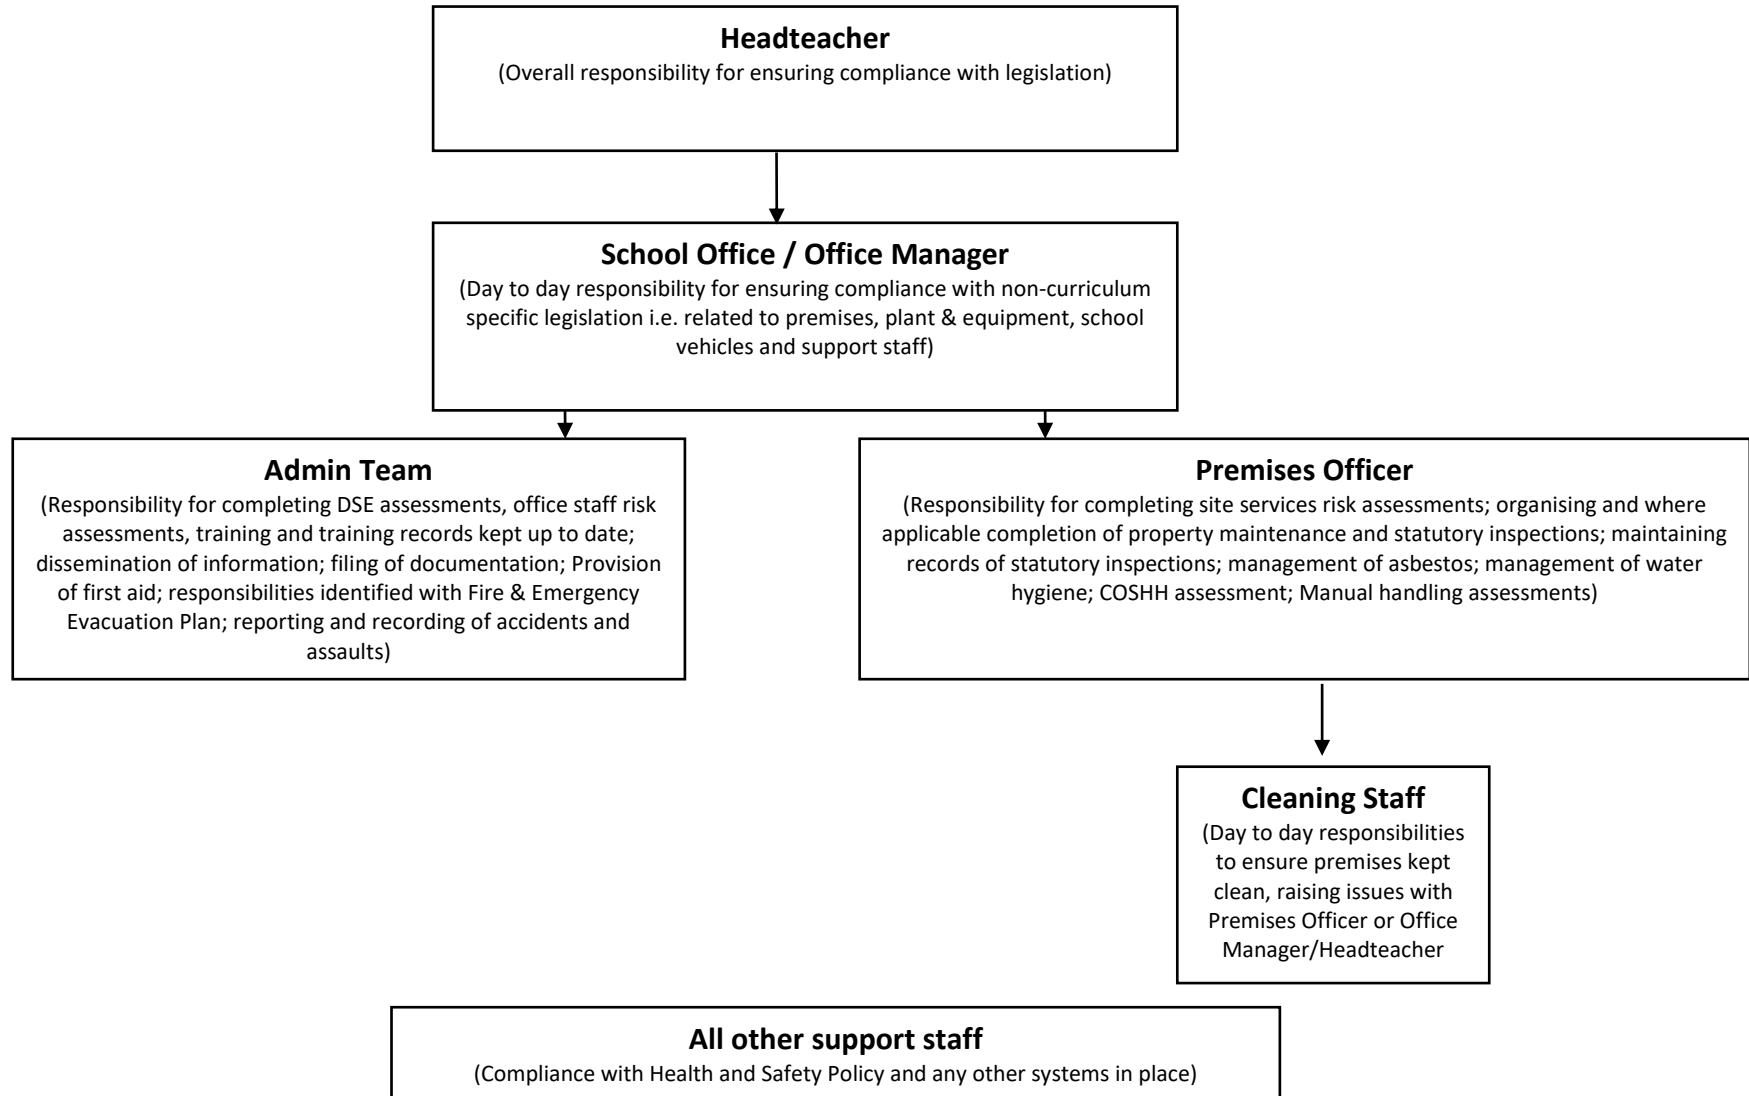 Headteacher
(Overall responsibility for ensuring compliance with legislation)
School Office / Office Manager
(Day to day responsibility for ensuring compliance with non-curriculum
specific legislation i.e. related to premises, plant & equipment, school
vehicles and support staff)
Admin Team
(Responsibility for completing DSE assessments, office staff risk
assessments, training and training records kept up to date;
dissemination of information; filing of documentation; Provision
of first aid; responsibilities identified with Fire & Emergency
Evacuation Plan; reporting and recording of accidents and
assaults)
Premises Officer
(Responsibility for completing site services risk assessments; organising and where
applicable completion of property maintenance and statutory inspections; maintaining
records of statutory inspections; management of asbestos; management of water
hygiene; COSHH assessment; Manual handling assessments)
Cleaning Staff
(Day to day responsibilities
to ensure premises kept
clean, raising issues with
Premises Officer or Office
Manager/Headteacher
All other support staff
(Compliance with Health and Safety Policy and any other systems in place)